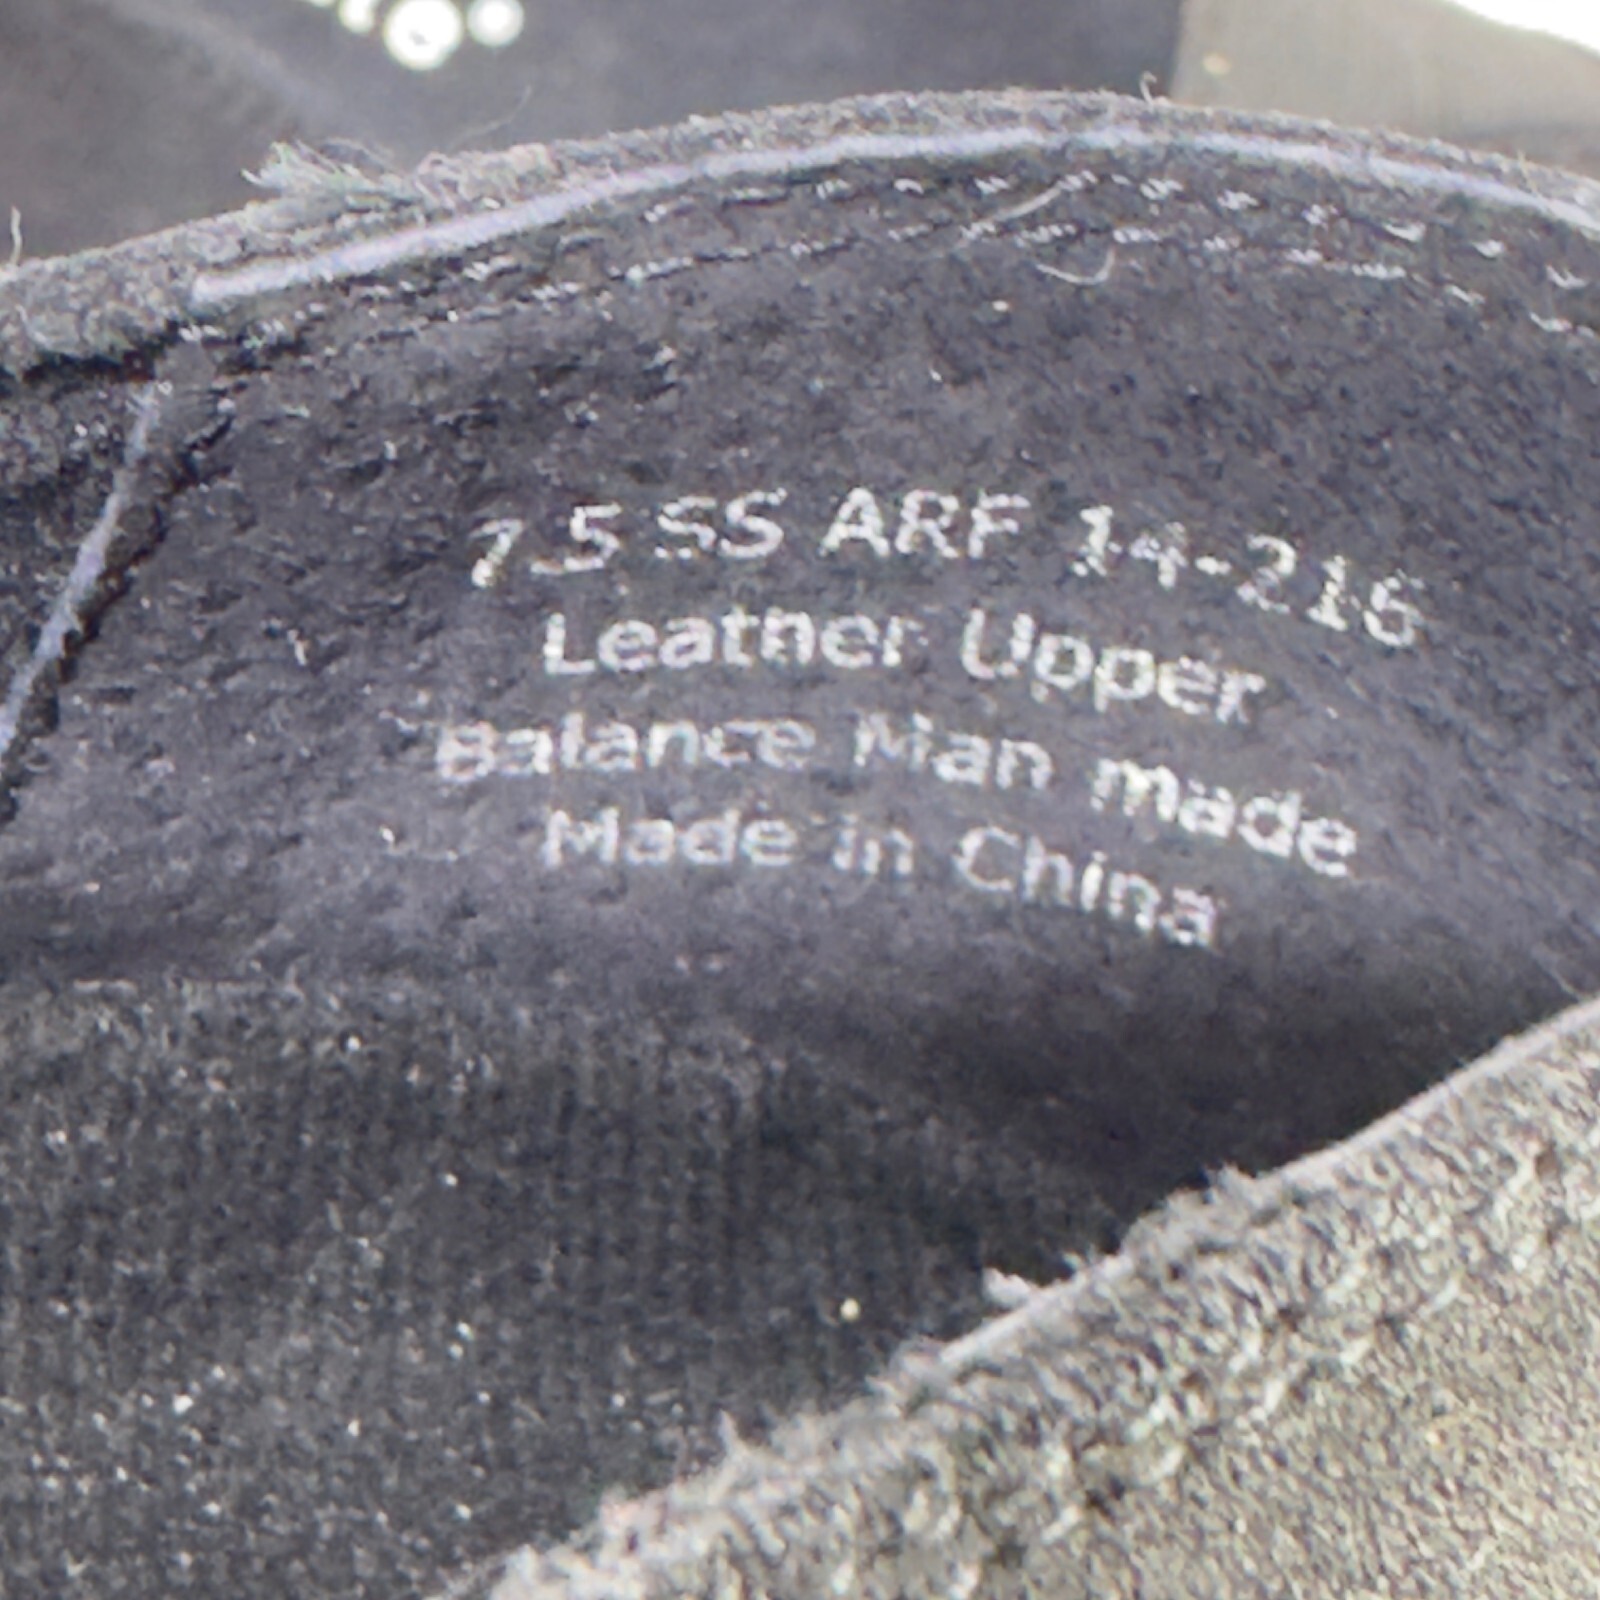 7.5 SS ARF 14-216
Leather Upper
Balance Man made
Made in China